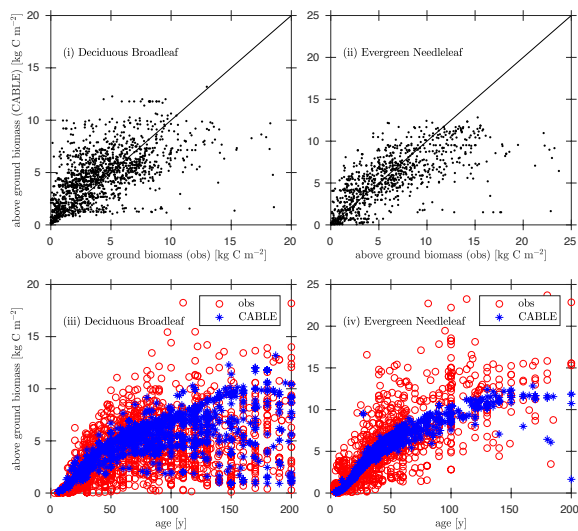 (i) Deciduous Broadleaf
above ground biomass (CABLE) [kg C m−2]
20
15
10
5
0
0 5 10 15 20
above ground biomass (obs) [kg C m−2]
(ii) Evergreen Needleleaf
25
20
15
10
5
0
0 5 10 15 20 25
above ground biomass (obs) [kg C m−2]
(iii) Deciduous Broadleaf
obs
CABLE
above ground biomass [kg C m−2]
20
15
10
5
0
0 50 100 150 200
age [y]
(iv) Evergreen Needleleaf
obs
CABLE
25
20
15
10
5
0
0 50 100 150 200
age [y]